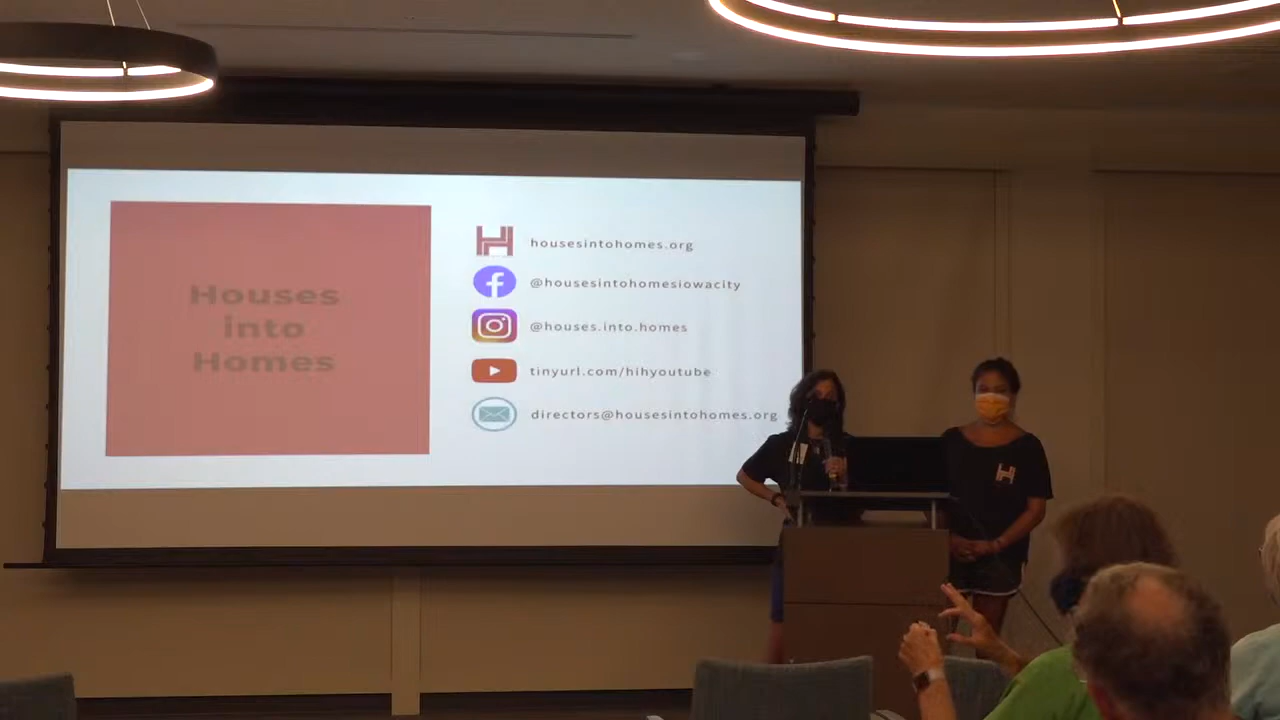 Houses
into
Homes
housesintohomes.org
@housesintohomesiowacity
@houses.into.homes
tinyurl.com/hihyoutube
directors@housesintohomes.org